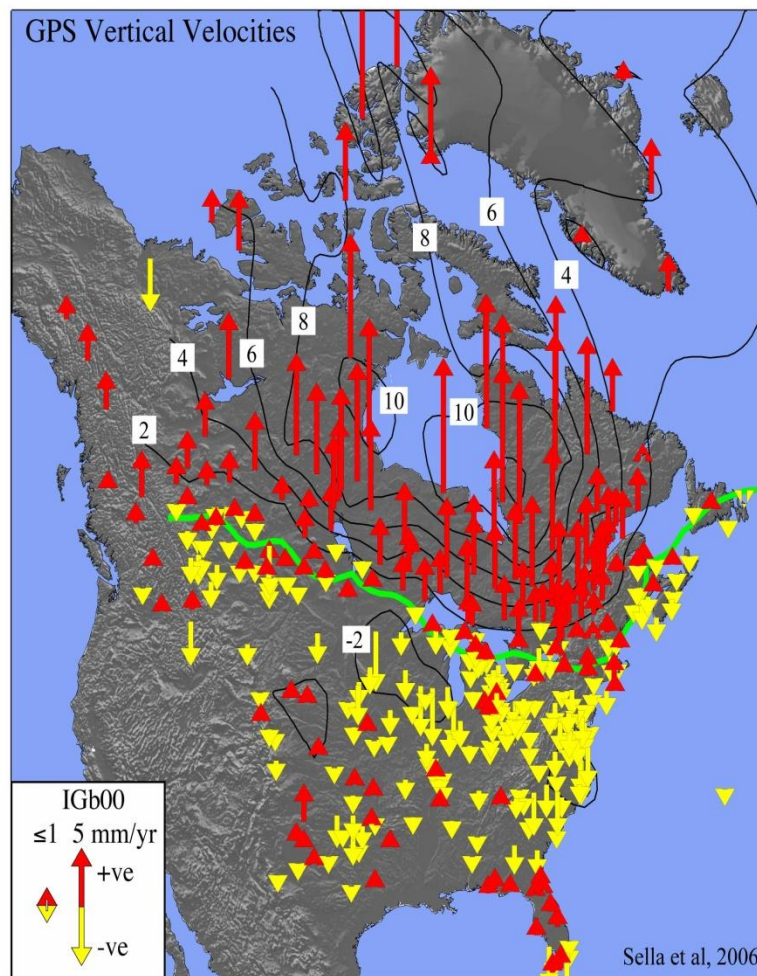 GPS Vertical Velocities
6
8
4
8
6
4
10
10
2
-2
IGb00
≤1 5 mm/yr
+ve
-ve
Sella et al, 2006